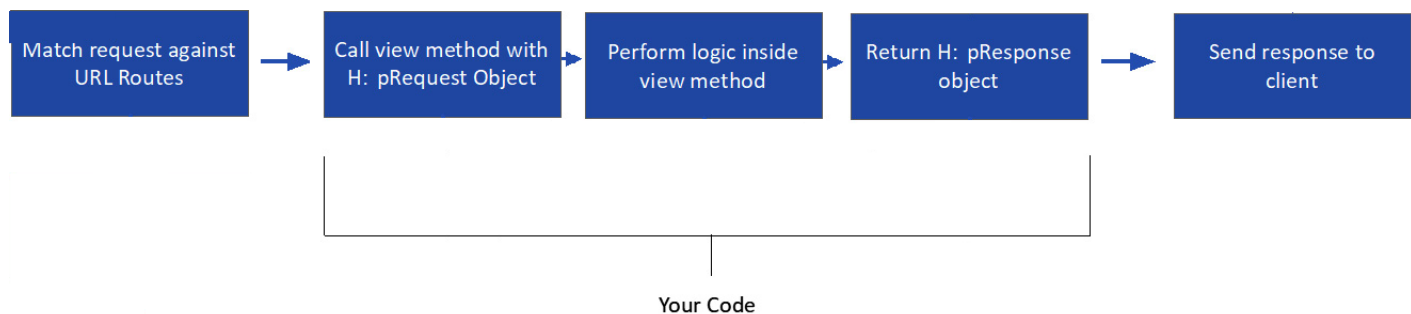 Match request against
URL Routes
Call view method with
H: pRequest Object
Perform logic inside
view method
Return H: pResponse
object
Send response to
client
Your Code